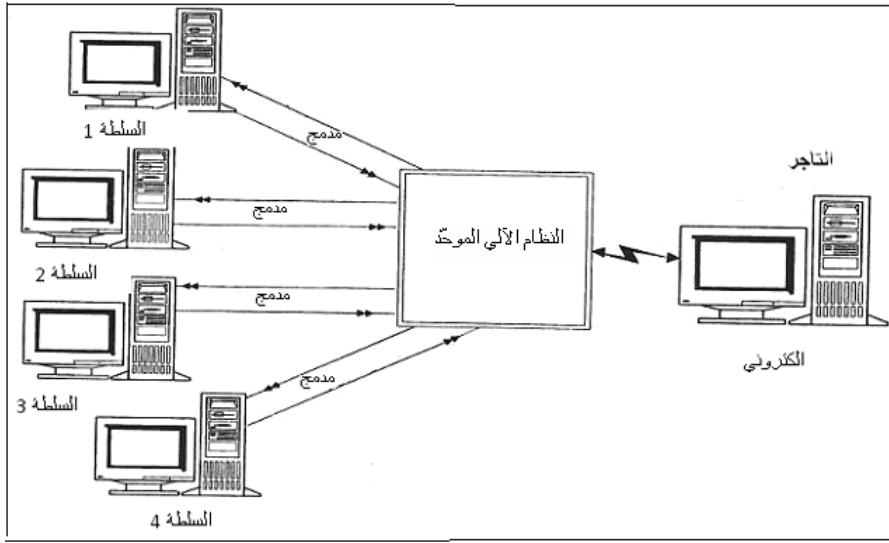 السلطة 1
مدمج
التاجر
السلطة 2
مدمج
النظام الآلي الموحّد
السلطة 3
مدمج
الكتروني
السلطة 4
مدمج